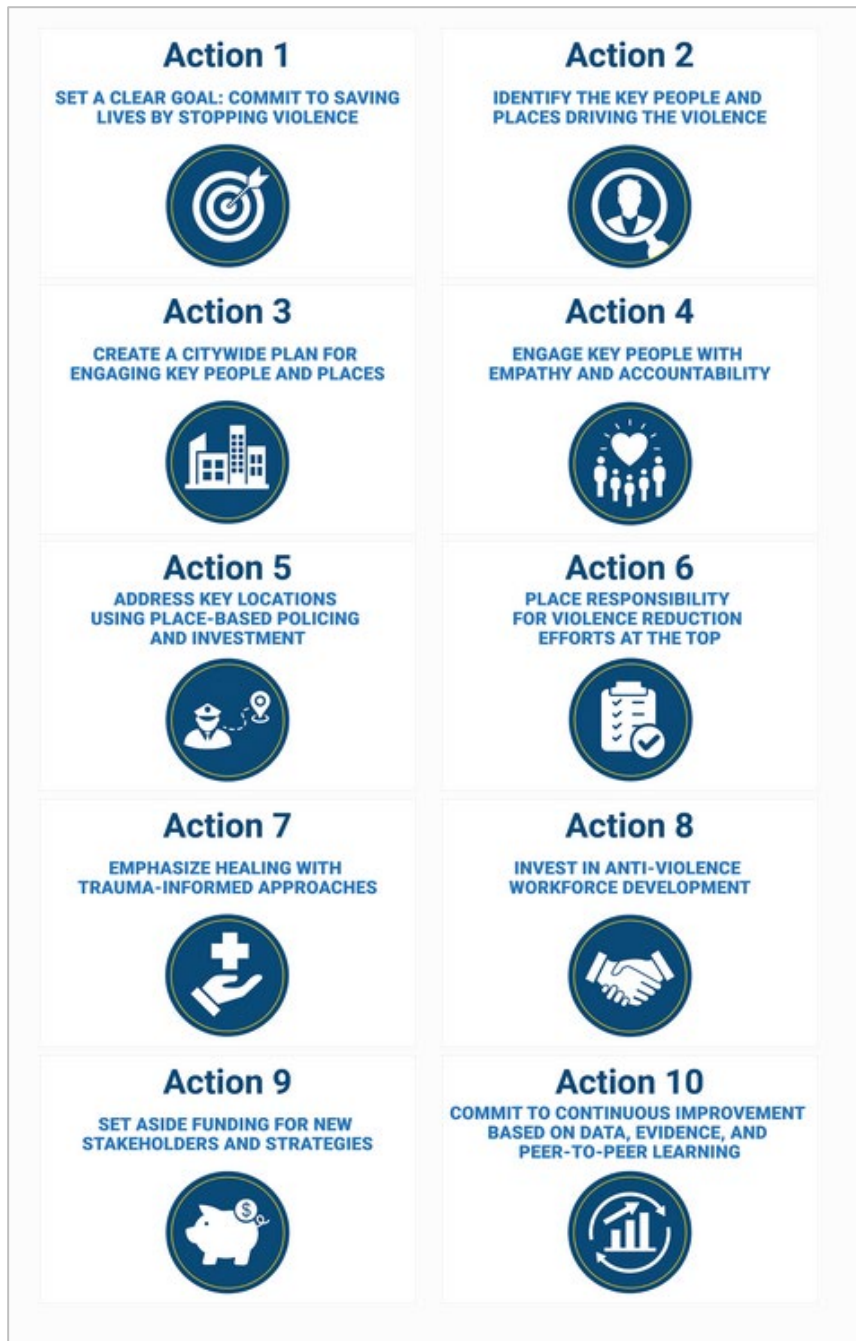 Action 1
SET A CLEAR GOAL: COMMIT TO SAVING
LIVES BY STOPPING VIOLENCE
Action 2
IDENTIFY THE KEY PEOPLE AND
PLACES DRIVING THE VIOLENCE
Action 3
CREATE A CITYWIDE PLAN FOR
ENGAGING KEY PEOPLE AND PLACES
Action 4
ENGAGE KEY PEOPLE WITH
EMPATHY AND ACCOUNTABILITY
Action 5
ADDRESS KEY LOCATIONS
USING PLACE-BASED POLICING
AND INVESTMENT
Action 6
PLACE RESPONSIBILITY
FOR VIOLENCE REDUCTION
EFFORTS AT THE TOP
Action 7
EMPHASIZE HEALING WITH
TRAUMA-INFORMED APPROACHES
Action 8
INVEST IN ANTI-VIOLENCE
WORKFORCE DEVELOPMENT
Action 9
SET ASIDE FUNDING FOR NEW
STAKEHOLDERS AND STRATEGIES
$
Action 10
COMMIT TO CONTINUOUS IMPROVEMENT
BASED ON DATA, EVIDENCE, AND
PEER-TO-PEER LEARNING